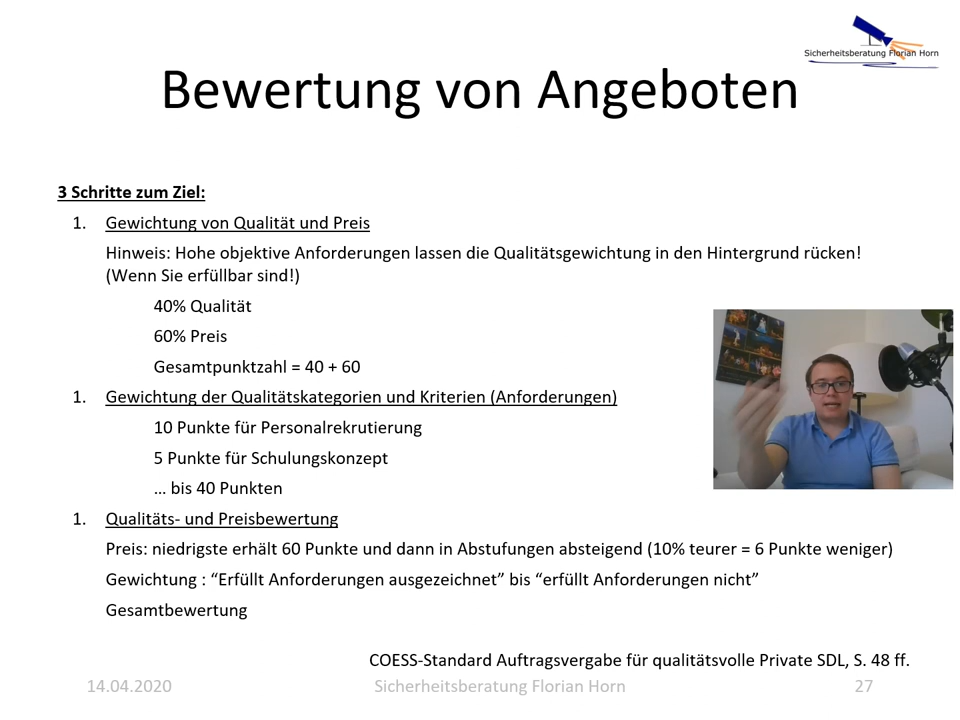 Sicherheitsberatung Florian Horn
Bewertung von Angeboten
3 Schritte zum Ziel:
1. Gewichtung von Qualität und Preis
Hinweis: Hohe objektive Anforderungen lassen die Qualitätsgewichtung in den Hintergrund rücken!
(Wenn Sie erfüllbar sind!)
40% Qualität
60% Preis
Gesamtpunktzahl = 40 + 60
1. Gewichtung der Qualitätskategorien und Kriterien (Anforderungen)
10 Punkte für Personalrekrutierung
5 Punkte für Schulungskonzept
… bis 40 Punkten
1. Qualitäts- und Preisbewertung
Preis: niedrigste erhält 60 Punkte und dann in Abstufungen absteigend (10% teurer = 6 Punkte weniger)
Gewichtung : “Erfüllt Anforderungen ausgezeichnet” bis “erfüllt Anforderungen nicht”
Gesamtbewertung
COESS-Standard Auftragsvergabe für qualitätsvolle Private SDL, S. 48 ff.
14.04.2020 Sicherheitsberatung Florian Horn 27